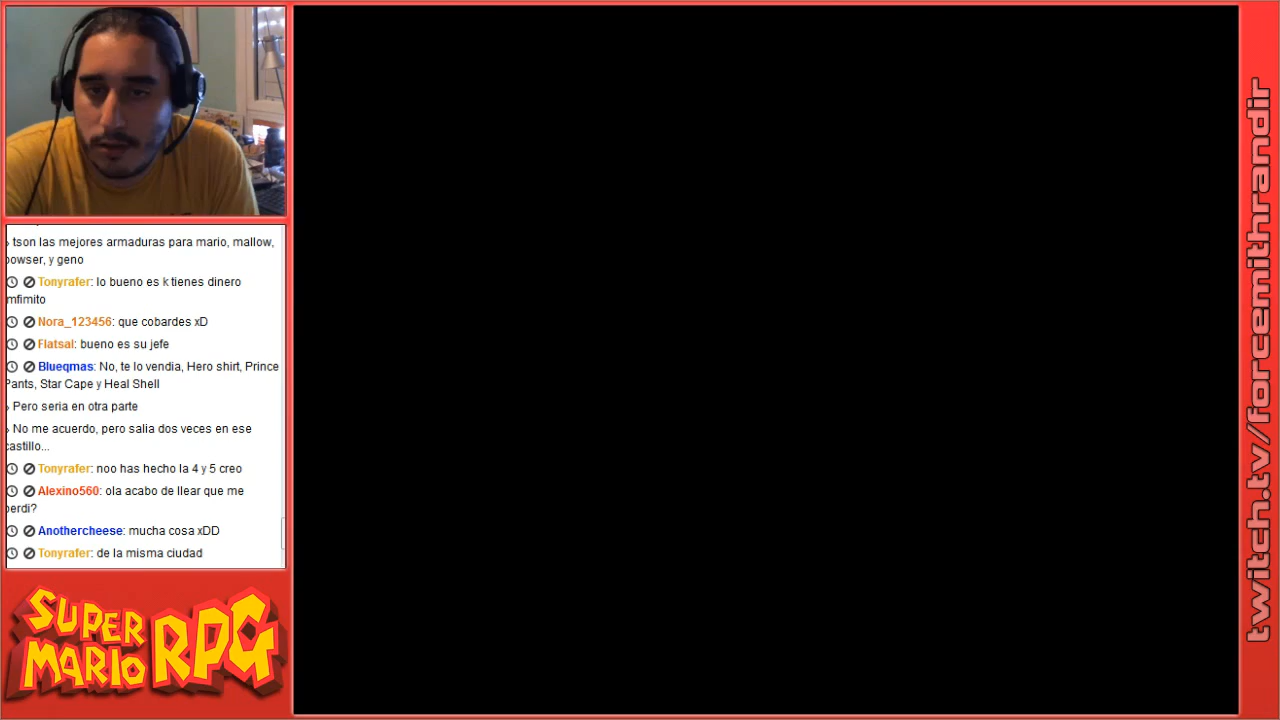 tson las mejores armaduras para mario, mallow,
bowser, y geno
Tonyrafer: lo bueno es k tienes dinero
imfimito
Nora_123456: que cobardes xD
Flatsal: bueno es su jefe
Blueqmas: No, te lo vendia, Hero shirt, Prince
Pants, Star Cape y Heal Shell
Pero seria en otra parte
No me acuerdo, pero salia dos veces en ese
castillo...
Tonyrafer: noo has hecho la 4 y 5 creo
Alexino560: ola acabo de llear que me
perdi?
Anothercheese: mucha cosa xDD
Tonyrafer: de la misma ciudad
SUPER
MARIO
RPG
twitch.tv/forcemithrandir